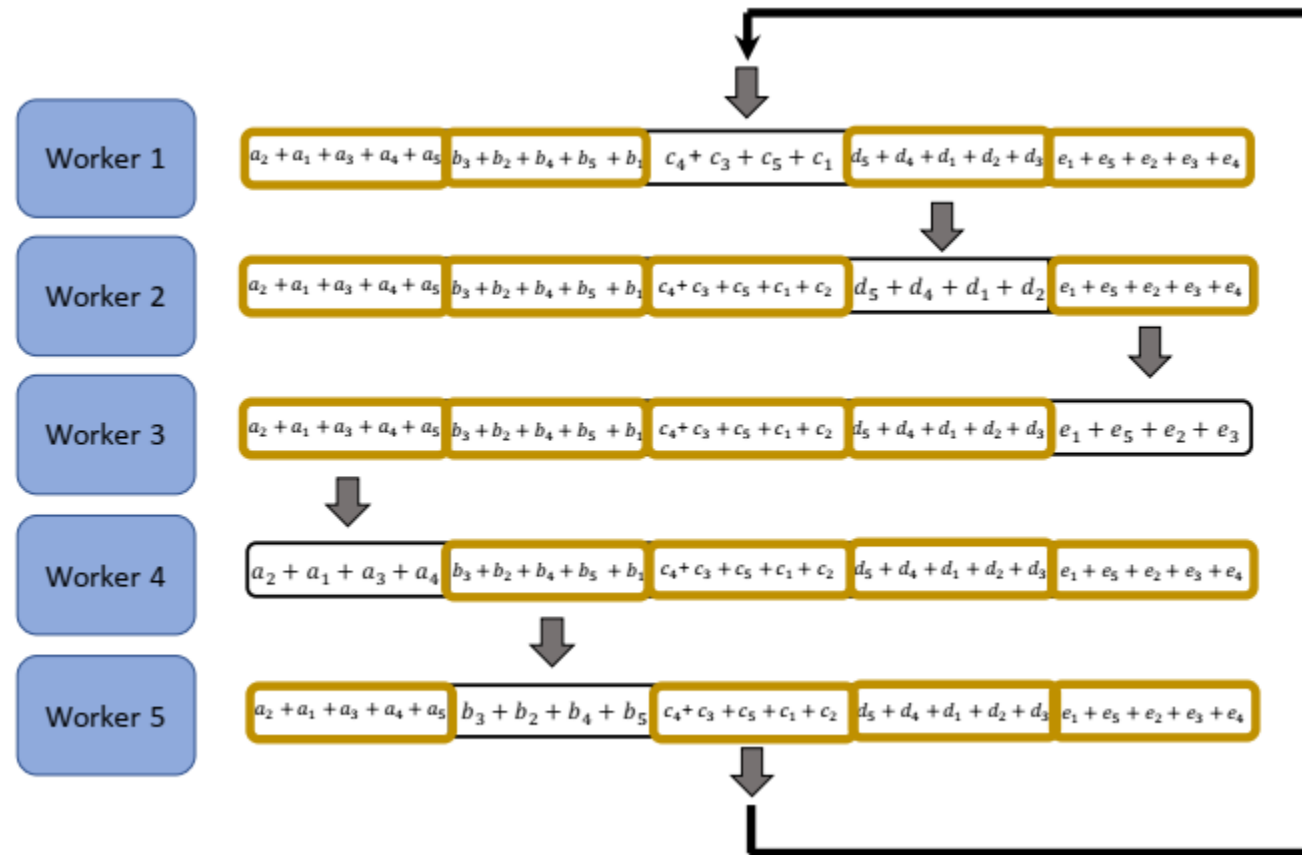 Worker 1
a₂ + a₁ + a₃ + a₄ + a₅ b₃ + b₂ + b₄ + b₅ + b₁ c₄ + c₃ + c₅ + c₁ d₅ + d₄ + d₁ + d₂ + d₃ e₁ + e₅ + e₂ + e₃ + e₄
Worker 2
a₂ + a₁ + a₃ + a₄ + a₅ b₃ + b₂ + b₄ + b₅ + b₁ c₄ + c₃ + c₅ + c₁ + c₂ d₅ + d₄ + d₁ + d₂ e₁ + e₅ + e₂ + e₃ + e₄
Worker 3
a₂ + a₁ + a₃ + a₄ + a₅ b₃ + b₂ + b₄ + b₅ + b₁ c₄ + c₃ + c₅ + c₁ + c₂ d₅ + d₄ + d₁ + d₂ + d₃ e₁ + e₅ + e₂ + e₃
Worker 4
a₂ + a₁ + a₃ + a₄ b₃ + b₂ + b₄ + b₅ + b₁ c₄ + c₃ + c₅ + c₁ + c₂ d₅ + d₄ + d₁ + d₂ + d₃ e₁ + e₅ + e₂ + e₃ + e₄
Worker 5
a₂ + a₁ + a₃ + a₄ + a₅ b₃ + b₂ + b₄ + b₅ c₄ + c₃ + c₅ + c₁ + c₂ d₅ + d₄ + d₁ + d₂ + d₃ e₁ + e₅ + e₂ + e₃ + e₄